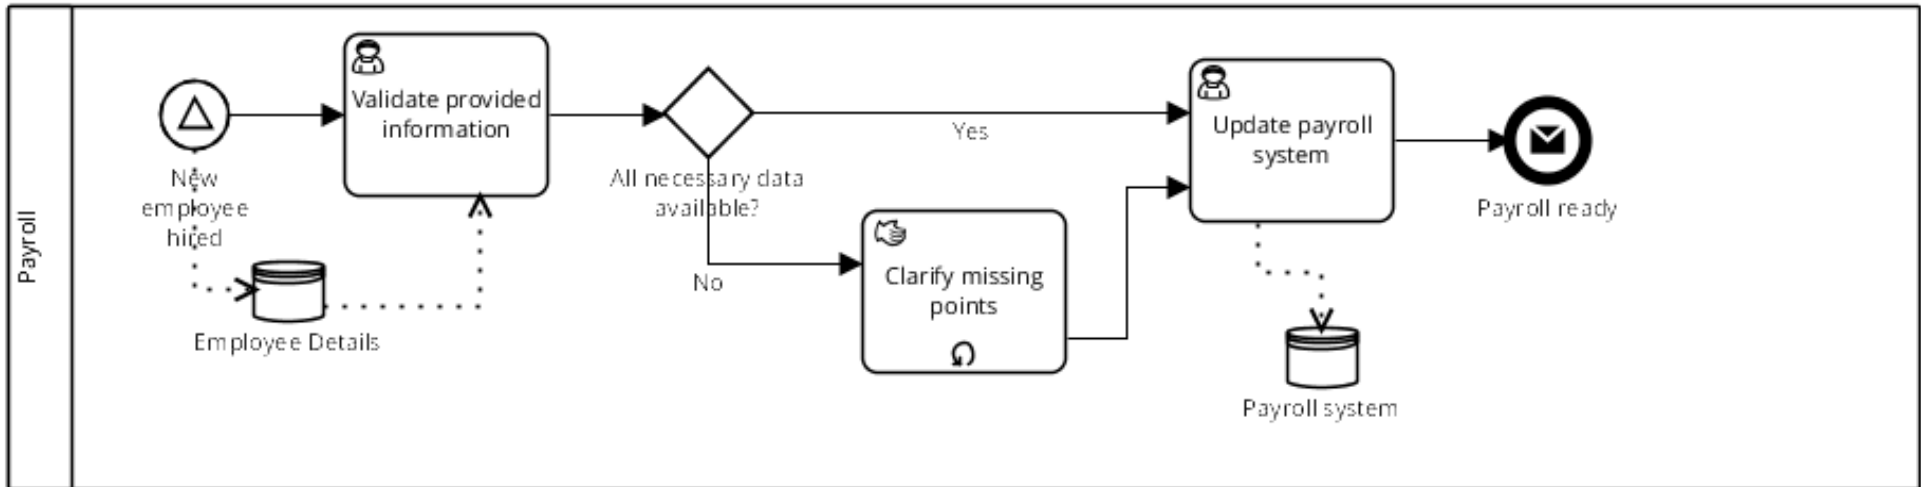 Payroll
New
employee
hired
Employee Details
Validate provided
information
All necessary data
available?
Yes
No
Clarify missing
points
Update payroll
system
Payroll system
Payroll ready